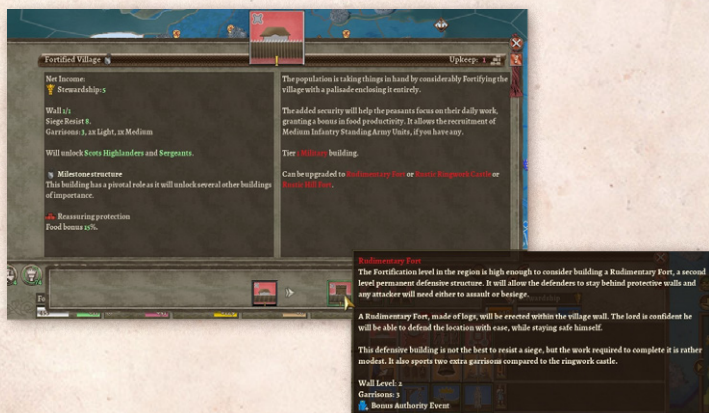 Fortified Village
Upkeep: 1
Net Income:
Stewardship: 5
Wall 1/1
Siege Resist 8.
Garrisons: 3, 2x Light, 1x Medium
Will unlock Scots Highlanders and Sergeants.
Milestone structure
This building has a pivotal role as it will unlock several other buildings
of importance.
Reassuring protection
Food bonus 15%.
The population is taking things in hand by considerably Fortifying the
village with a palisade enclosing it entirely.
The added security will help the peasants focus on their daily work,
granting a bonus in food productivity. It allows the recruitment of
Medium Infantry Standing Army Units, if you have any.
Tier 1 Military building.
Can be upgraded to Rudimentary Fort or Rustic Ringwork Castle or
Rustic Hill Fort.
Rudimentary Fort
The Fortification level in the region is high enough to consider building a Rudimentary Fort, a second
level permanent defensive structure. It will allow the defenders to stay behind protective walls and
any attacker will need either to assault or besiege.
A Rudimentary Fort, made of logs, will be erected within the village wall. The lord is confident he
will be able to defend the location with ease, while staying safe himself.
This defensive building is not the best to resist a siege, but the work required to complete it is rather
modest. It also sports two extra garrisons compared to the ringwork castle.
Wall Level: 2
Garrisons: 3
Bonus Authority Event